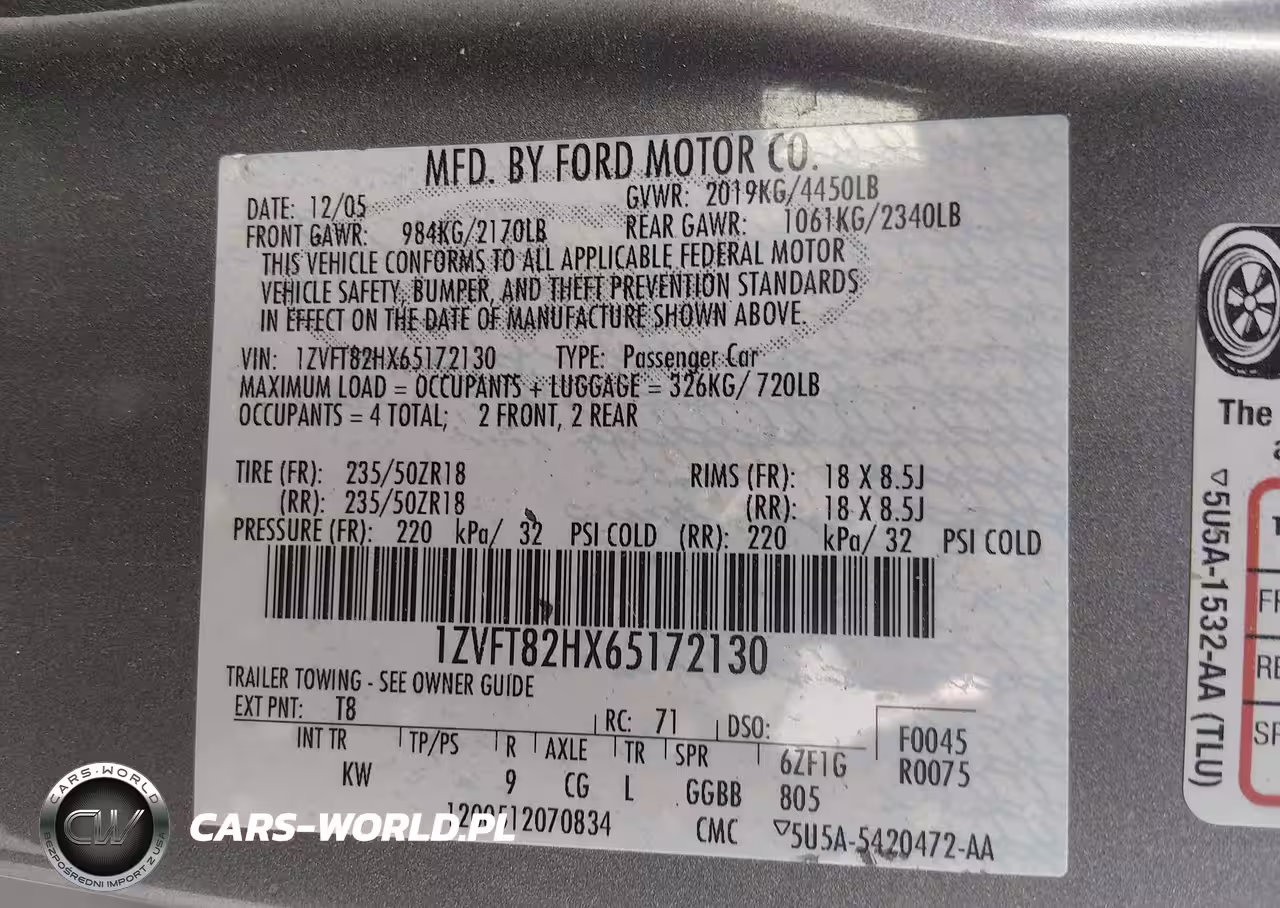 MFD. BY FORD MOTOR CO.
DATE: 12/05 GVWR: 2019KG/4450LB
FRONT GAWR: 984KG/2170LB REAR GAWR: 1061KG/2340LB
THIS VEHICLE CONFORMS TO ALL APPLICABLE FEDERAL MOTOR
VEHICLE SAFETY, BUMPER, AND THEFT PREVENTION STANDARDS
IN EFFECT ON THE DATE OF MANUFACTURE SHOWN ABOVE.
VIN: 1ZVFT82HX65172130 TYPE: Passenger Car
MAXIMUM LOAD = OCCUPANTS + LUGGAGE = 326KG/ 720LB
OCCUPANTS = 4 TOTAL; 2 FRONT, 2 REAR
TIRE (FR): 235/50ZR18 RIMS (FR): 18 X 8.5J
(RR): 235/50ZR18 (RR): 18 X 8.5J
PRESSURE (FR): 220 kPa/ 32 PSI COLD (RR): 220 kPa/ 32 PSI COLD
1ZVFT82HX65172130
TRAILER TOWING - SEE OWNER GUIDE
EXT PNT: T8 RC: 71 DSO: F0045
INT TR TP/PS R AXLE TR SPR 6ZF1G R0075
KW 9 CG L GGBB 805
12070834 CMC ▽5U5A-5420472-AA
The
▽5U5A-1532-AA (TLU)
CARS-WORLD
CW
BEZPOŚREDNI IMPORT Z USA
CARS-WORLD.PL